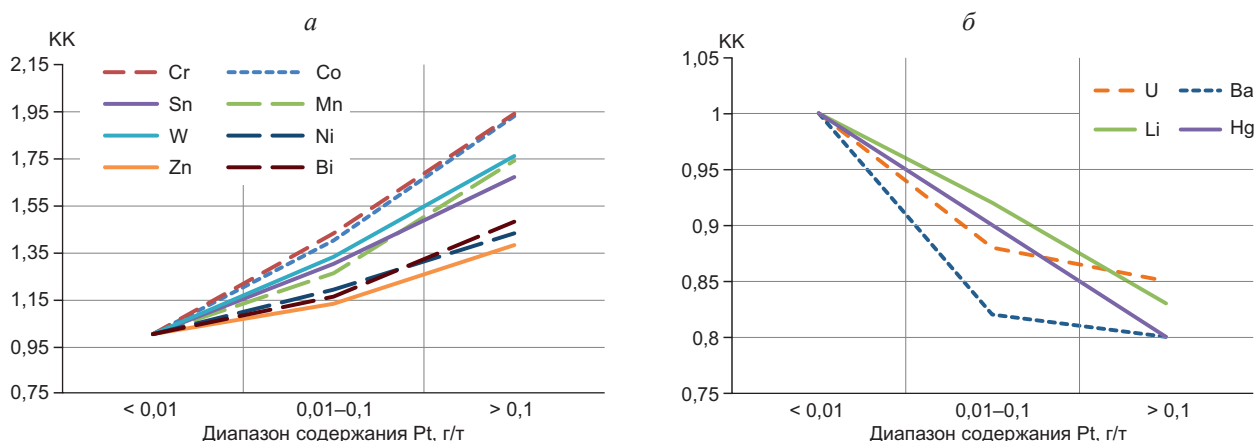 а
КК
2,15
1,95
1,75
1,55
1,35
1,15
0,95
0,75
Cr
Co
Sn
Mn
W
Ni
Zn
Bi
< 0,01
0,01–0,1
> 0,1
Диапазон содержания Pt, г/т
б
КК
1,05
1
0,95
0,9
0,85
0,8
0,75
U
Ba
Li
Hg
< 0,01
0,01–0,1
> 0,1
Диапазон содержания Pt, г/т